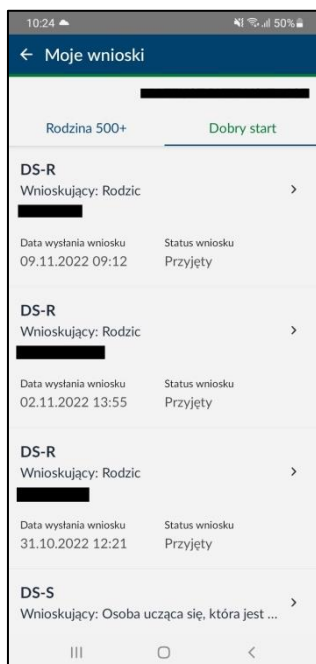 10:24 50%
← Moje wnioski
Rodzina 500+ Dobry start
DS-R
Wnioskujący: Rodzic
Data wysłania wniosku Status wniosku
09.11.2022 09:12 Przyjęty
DS-R
Wnioskujący: Rodzic
Data wysłania wniosku Status wniosku
02.11.2022 13:55 Przyjęty
DS-R
Wnioskujący: Rodzic
Data wysłania wniosku Status wniosku
31.10.2022 12:21 Przyjęty
DS-S
Wnioskujący: Osoba ucząca się, która jest ...